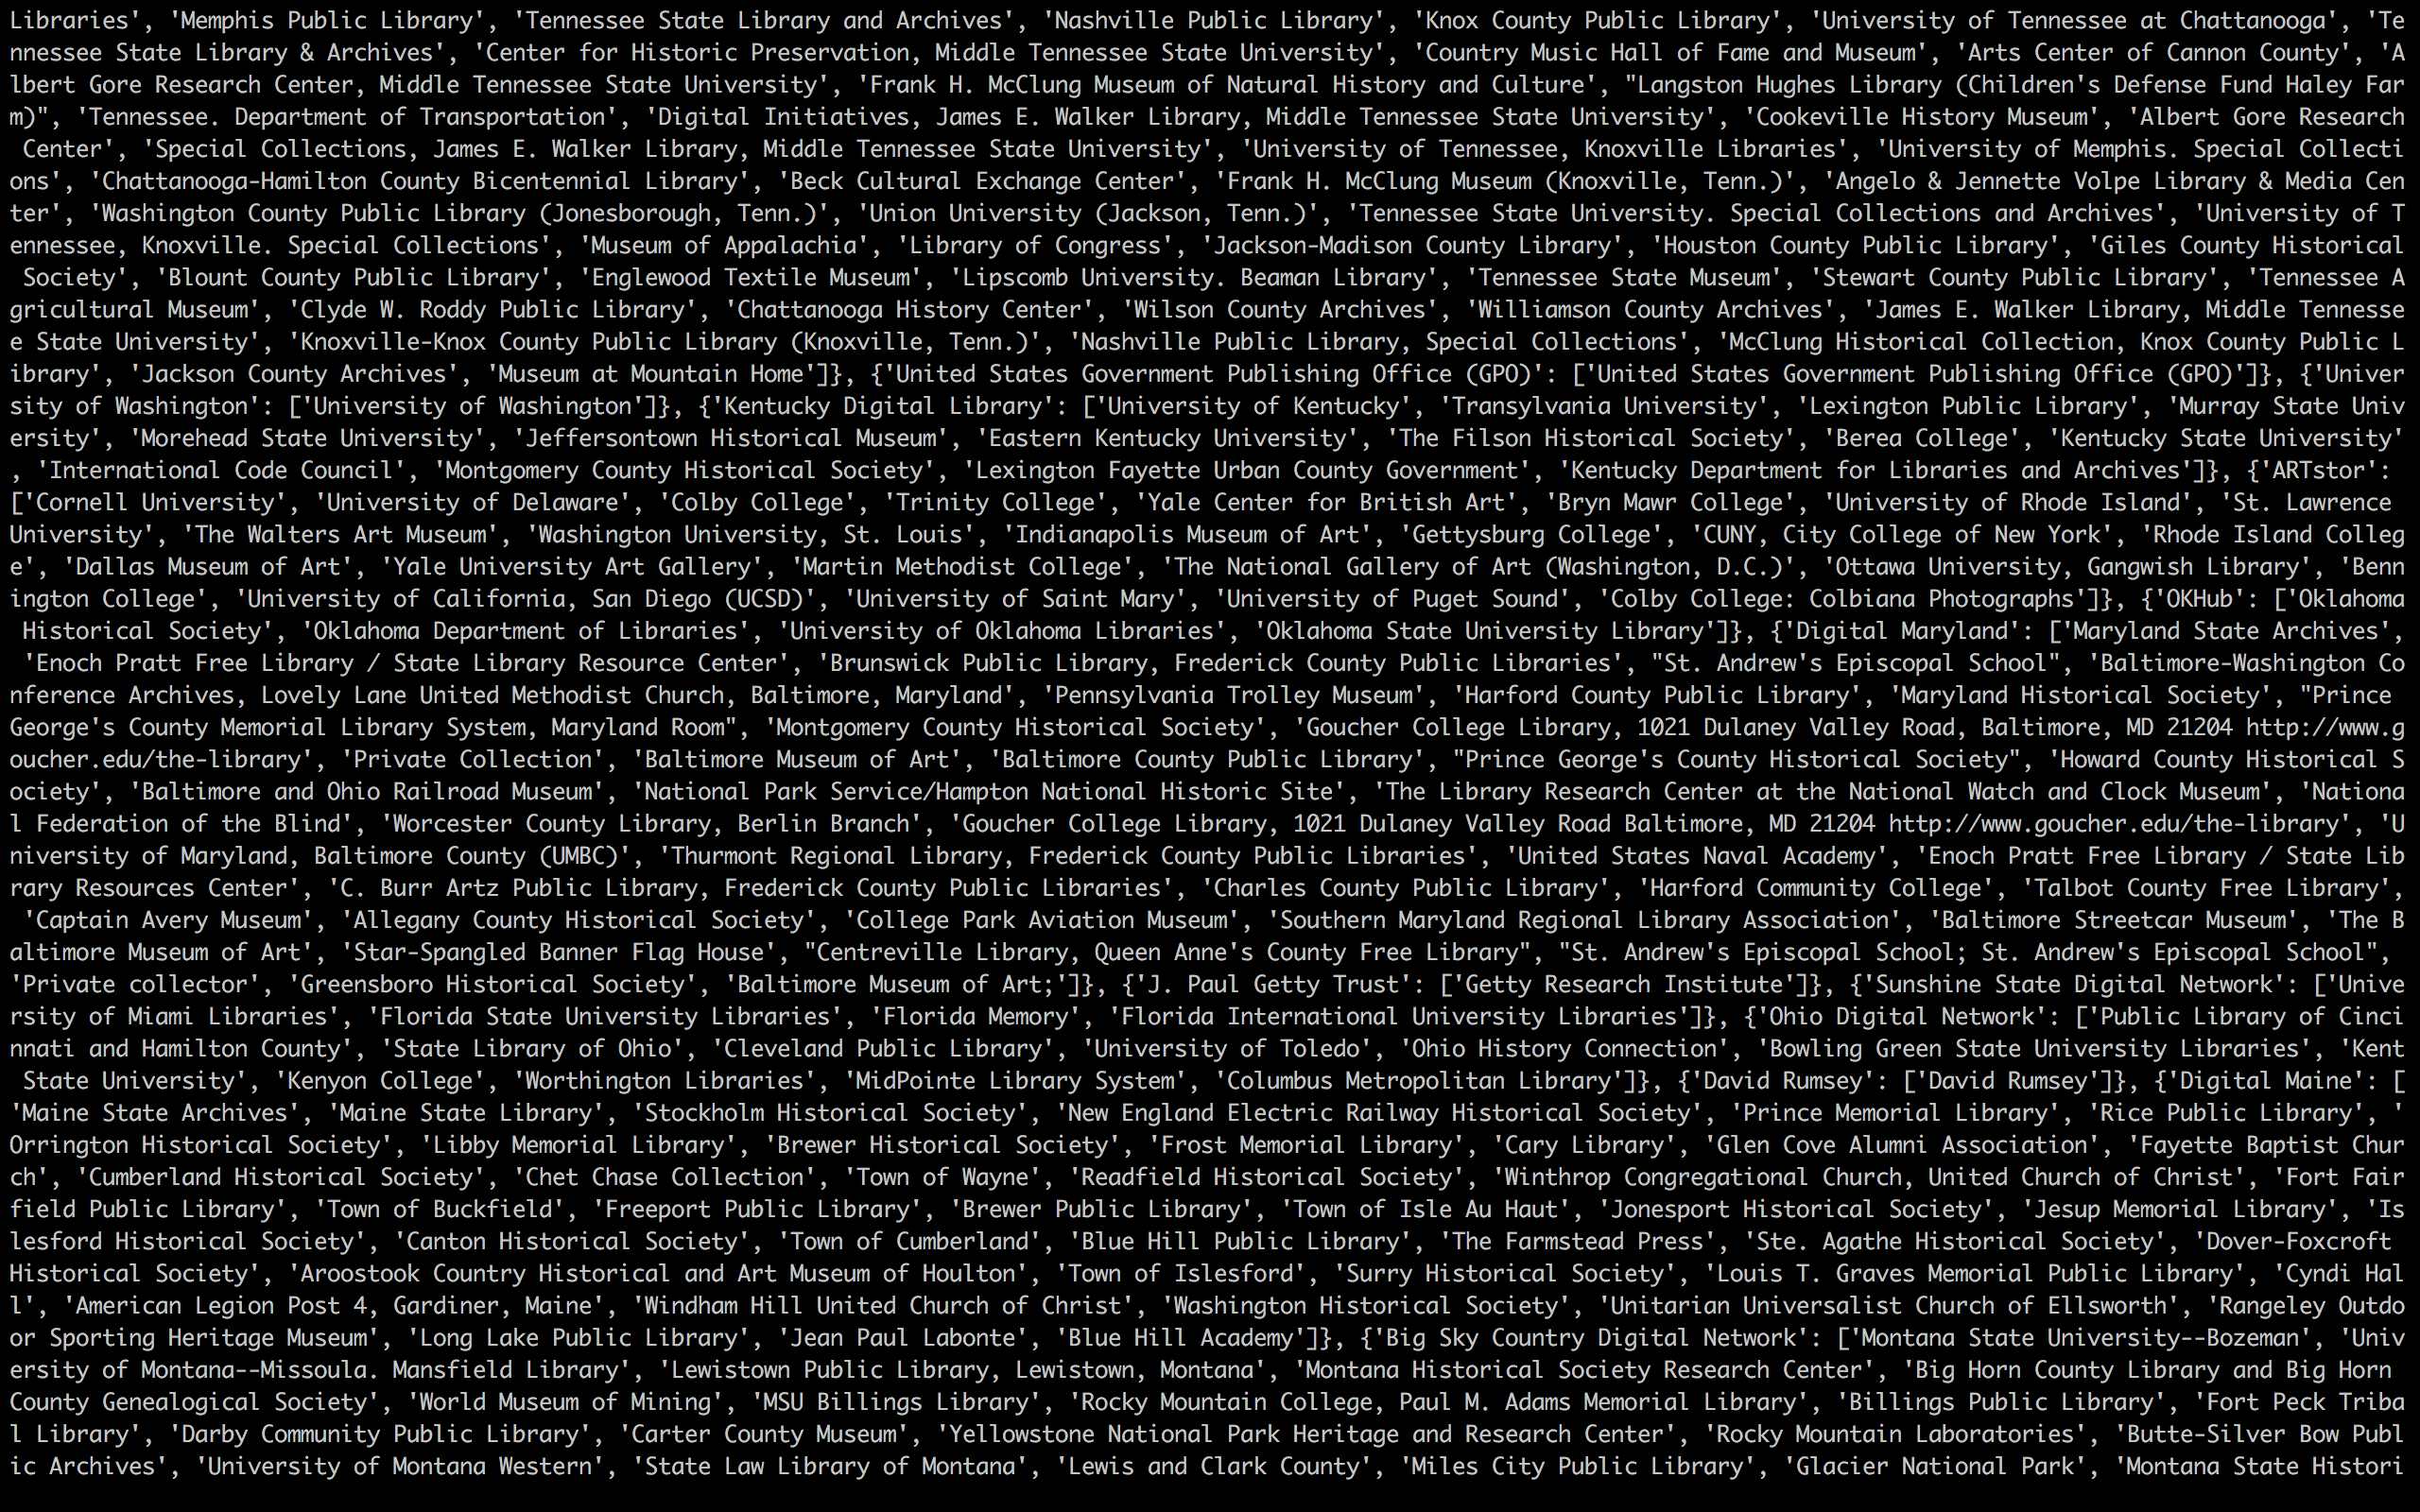 Libraries', 'Memphis Public Library', 'Tennessee State Library and Archives', 'Nashville Public Library', 'Knox County Public Library', 'University of Tennessee at Chattanooga', 'Te
nnessee State Library & Archives', 'Center for Historic Preservation, Middle Tennessee State University', 'Country Music Hall of Fame and Museum', 'Arts Center of Cannon County', 'A
lbert Gore Research Center, Middle Tennessee State University', 'Frank H. McClung Museum of Natural History and Culture', "Langston Hughes Library (Children's Defense Fund Haley Far
m)", 'Tennessee. Department of Transportation', 'Digital Initiatives, James E. Walker Library, Middle Tennessee State University', 'Cookeville History Museum', 'Albert Gore Research
 Center', 'Special Collections, James E. Walker Library, Middle Tennessee State University', 'University of Tennessee, Knoxville Libraries', 'University of Memphis. Special Collecti
ons', 'Chattanooga-Hamilton County Bicentennial Library', 'Beck Cultural Exchange Center', 'Frank H. McClung Museum (Knoxville, Tenn.)', 'Angelo & Jennette Volpe Library & Media Cen
ter', 'Washington County Public Library (Jonesborough, Tenn.)', 'Union University (Jackson, Tenn.)', 'Tennessee State University. Special Collections and Archives', 'University of T
ennessee, Knoxville. Special Collections', 'Museum of Appalachia', 'Library of Congress', 'Jackson-Madison County Library', 'Houston County Public Library', 'Giles County Historical
 Society', 'Blount County Public Library', 'Englewood Textile Museum', 'Lipscomb University. Beaman Library', 'Tennessee State Museum', 'Stewart County Public Library', 'Tennessee A
gricultural Museum', 'Clyde W. Roddy Public Library', 'Chattanooga History Center', 'Wilson County Archives', 'Williamson County Archives', 'James E. Walker Library, Middle Tennesse
e State University', 'Knoxville-Knox County Public Library (Knoxville, Tenn.)', 'Nashville Public Library, Special Collections', 'McClung Historical Collection, Knox County Public L
ibrary', 'Jackson County Archives', 'Museum at Mountain Home']}, {'United States Government Publishing Office (GPO)': ['United States Government Publishing Office (GPO)']}, {'Univer
sity of Washington': ['University of Washington']}, {'Kentucky Digital Library': ['University of Kentucky', 'Transylvania University', 'Lexington Public Library', 'Murray State Univ
ersity', 'Morehead State University', 'Jeffersontown Historical Museum', 'Eastern Kentucky University', 'The Filson Historical Society', 'Berea College', 'Kentucky State University'
, 'International Code Council', 'Montgomery County Historical Society', 'Lexington Fayette Urban County Government', 'Kentucky Department for Libraries and Archives']}, {'ARTstor':
['Cornell University', 'University of Delaware', 'Colby College', 'Trinity College', 'Yale Center for British Art', 'Bryn Mawr College', 'University of Rhode Island', 'St. Lawrence
University', 'The Walters Art Museum', 'Washington University, St. Louis', 'Indianapolis Museum of Art', 'Gettysburg College', 'CUNY, City College of New York', 'Rhode Island Colleg
e', 'Dallas Museum of Art', 'Yale University Art Gallery', 'Martin Methodist College', 'The National Gallery of Art (Washington, D.C.)', 'Ottawa University, Gangwish Library', 'Benn
ington College', 'University of California, San Diego (UCSD)', 'University of Saint Mary', 'University of Puget Sound', 'Colby College: Colbiana Photographs']}, {'OKHub': ['Oklahoma
 Historical Society', 'Oklahoma Department of Libraries', 'University of Oklahoma Libraries', 'Oklahoma State University Library']}, {'Digital Maryland': ['Maryland State Archives',
 'Enoch Pratt Free Library / State Library Resource Center', 'Brunswick Public Library, Frederick County Public Libraries', "St. Andrew's Episcopal School", 'Baltimore-Washington Co
nference Archives, Lovely Lane United Methodist Church, Baltimore, Maryland', 'Pennsylvania Trolley Museum', 'Harford County Public Library', 'Maryland Historical Society', "Prince
George's County Memorial Library System, Maryland Room", 'Montgomery County Historical Society', 'Goucher College Library, 1021 Dulaney Valley Road, Baltimore, MD 21204 http://www.g
oucher.edu/the-library', 'Private Collection', 'Baltimore Museum of Art', 'Baltimore County Public Library', "Prince George's County Historical Society", 'Howard County Historical S
ociety', 'Baltimore and Ohio Railroad Museum', 'National Park Service/Hampton National Historic Site', 'The Library Research Center at the National Watch and Clock Museum', 'Nationa
l Federation of the Blind', 'Worcester County Library, Berlin Branch', 'Goucher College Library, 1021 Dulaney Valley Road Baltimore, MD 21204 http://www.goucher.edu/the-library', 'U
niversity of Maryland, Baltimore County (UMBC)', 'Thurmont Regional Library, Frederick County Public Libraries', 'United States Naval Academy', 'Enoch Pratt Free Library / State Lib
rary Resources Center', 'C. Burr Artz Public Library, Frederick County Public Libraries', 'Charles County Public Library', 'Harford Community College', 'Talbot County Free Library',
 'Captain Avery Museum', 'Allegany County Historical Society', 'College Park Aviation Museum', 'Southern Maryland Regional Library Association', 'Baltimore Streetcar Museum', 'The B
altimore Museum of Art', 'Star-Spangled Banner Flag House', "Centreville Library, Queen Anne's County Free Library", "St. Andrew's Episcopal School; St. Andrew's Episcopal School",
'Private collector', 'Greensboro Historical Society', 'Baltimore Museum of Art;']}, {'J. Paul Getty Trust': ['Getty Research Institute']}, {'Sunshine State Digital Network': ['Unive
rsity of Miami Libraries', 'Florida State University Libraries', 'Florida Memory', 'Florida International University Libraries']}, {'Ohio Digital Network': ['Public Library of Cinci
nnati and Hamilton County', 'State Library of Ohio', 'Cleveland Public Library', 'University of Toledo', 'Ohio History Connection', 'Bowling Green State University Libraries', 'Kent
 State University', 'Kenyon College', 'Worthington Libraries', 'MidPointe Library System', 'Columbus Metropolitan Library']}, {'David Rumsey': ['David Rumsey']}, {'Digital Maine': [
'Maine State Archives', 'Maine State Library', 'Stockholm Historical Society', 'New England Electric Railway Historical Society', 'Prince Memorial Library', 'Rice Public Library', '
Orrington Historical Society', 'Libby Memorial Library', 'Brewer Historical Society', 'Frost Memorial Library', 'Cary Library', 'Glen Cove Alumni Association', 'Fayette Baptist Chur
ch', 'Cumberland Historical Society', 'Chet Chase Collection', 'Town of Wayne', 'Readfield Historical Society', 'Winthrop Congregational Church, United Church of Christ', 'Fort Fair
field Public Library', 'Town of Buckfield', 'Freeport Public Library', 'Brewer Public Library', 'Town of Isle Au Haut', 'Jonesport Historical Society', 'Jesup Memorial Library', 'Is
lesford Historical Society', 'Canton Historical Society', 'Town of Cumberland', 'Blue Hill Public Library', 'The Farmstead Press', 'Ste. Agathe Historical Society', 'Dover-Foxcroft
Historical Society', 'Aroostook Country Historical and Art Museum of Houlton', 'Town of Islesford', 'Surry Historical Society', 'Louis T. Graves Memorial Public Library', 'Cyndi Hal
l', 'American Legion Post 4, Gardiner, Maine', 'Windham Hill United Church of Christ', 'Washington Historical Society', 'Unitarian Universalist Church of Ellsworth', 'Rangeley Outdo
or Sporting Heritage Museum', 'Long Lake Public Library', 'Jean Paul Labonte', 'Blue Hill Academy']}, {'Big Sky Country Digital Network': ['Montana State University--Bozeman', 'Univ
ersity of Montana--Missoula. Mansfield Library', 'Lewistown Public Library, Lewistown, Montana', 'Montana Historical Society Research Center', 'Big Horn County Library and Big Horn
County Genealogical Society', 'World Museum of Mining', 'MSU Billings Library', 'Rocky Mountain College, Paul M. Adams Memorial Library', 'Billings Public Library', 'Fort Peck Triba
l Library', 'Darby Community Public Library', 'Carter County Museum', 'Yellowstone National Park Heritage and Research Center', 'Rocky Mountain Laboratories', 'Butte-Silver Bow Publ
ic Archives', 'University of Montana Western', 'State Law Library of Montana', 'Lewis and Clark County', 'Miles City Public Library', 'Glacier National Park', 'Montana State Histori